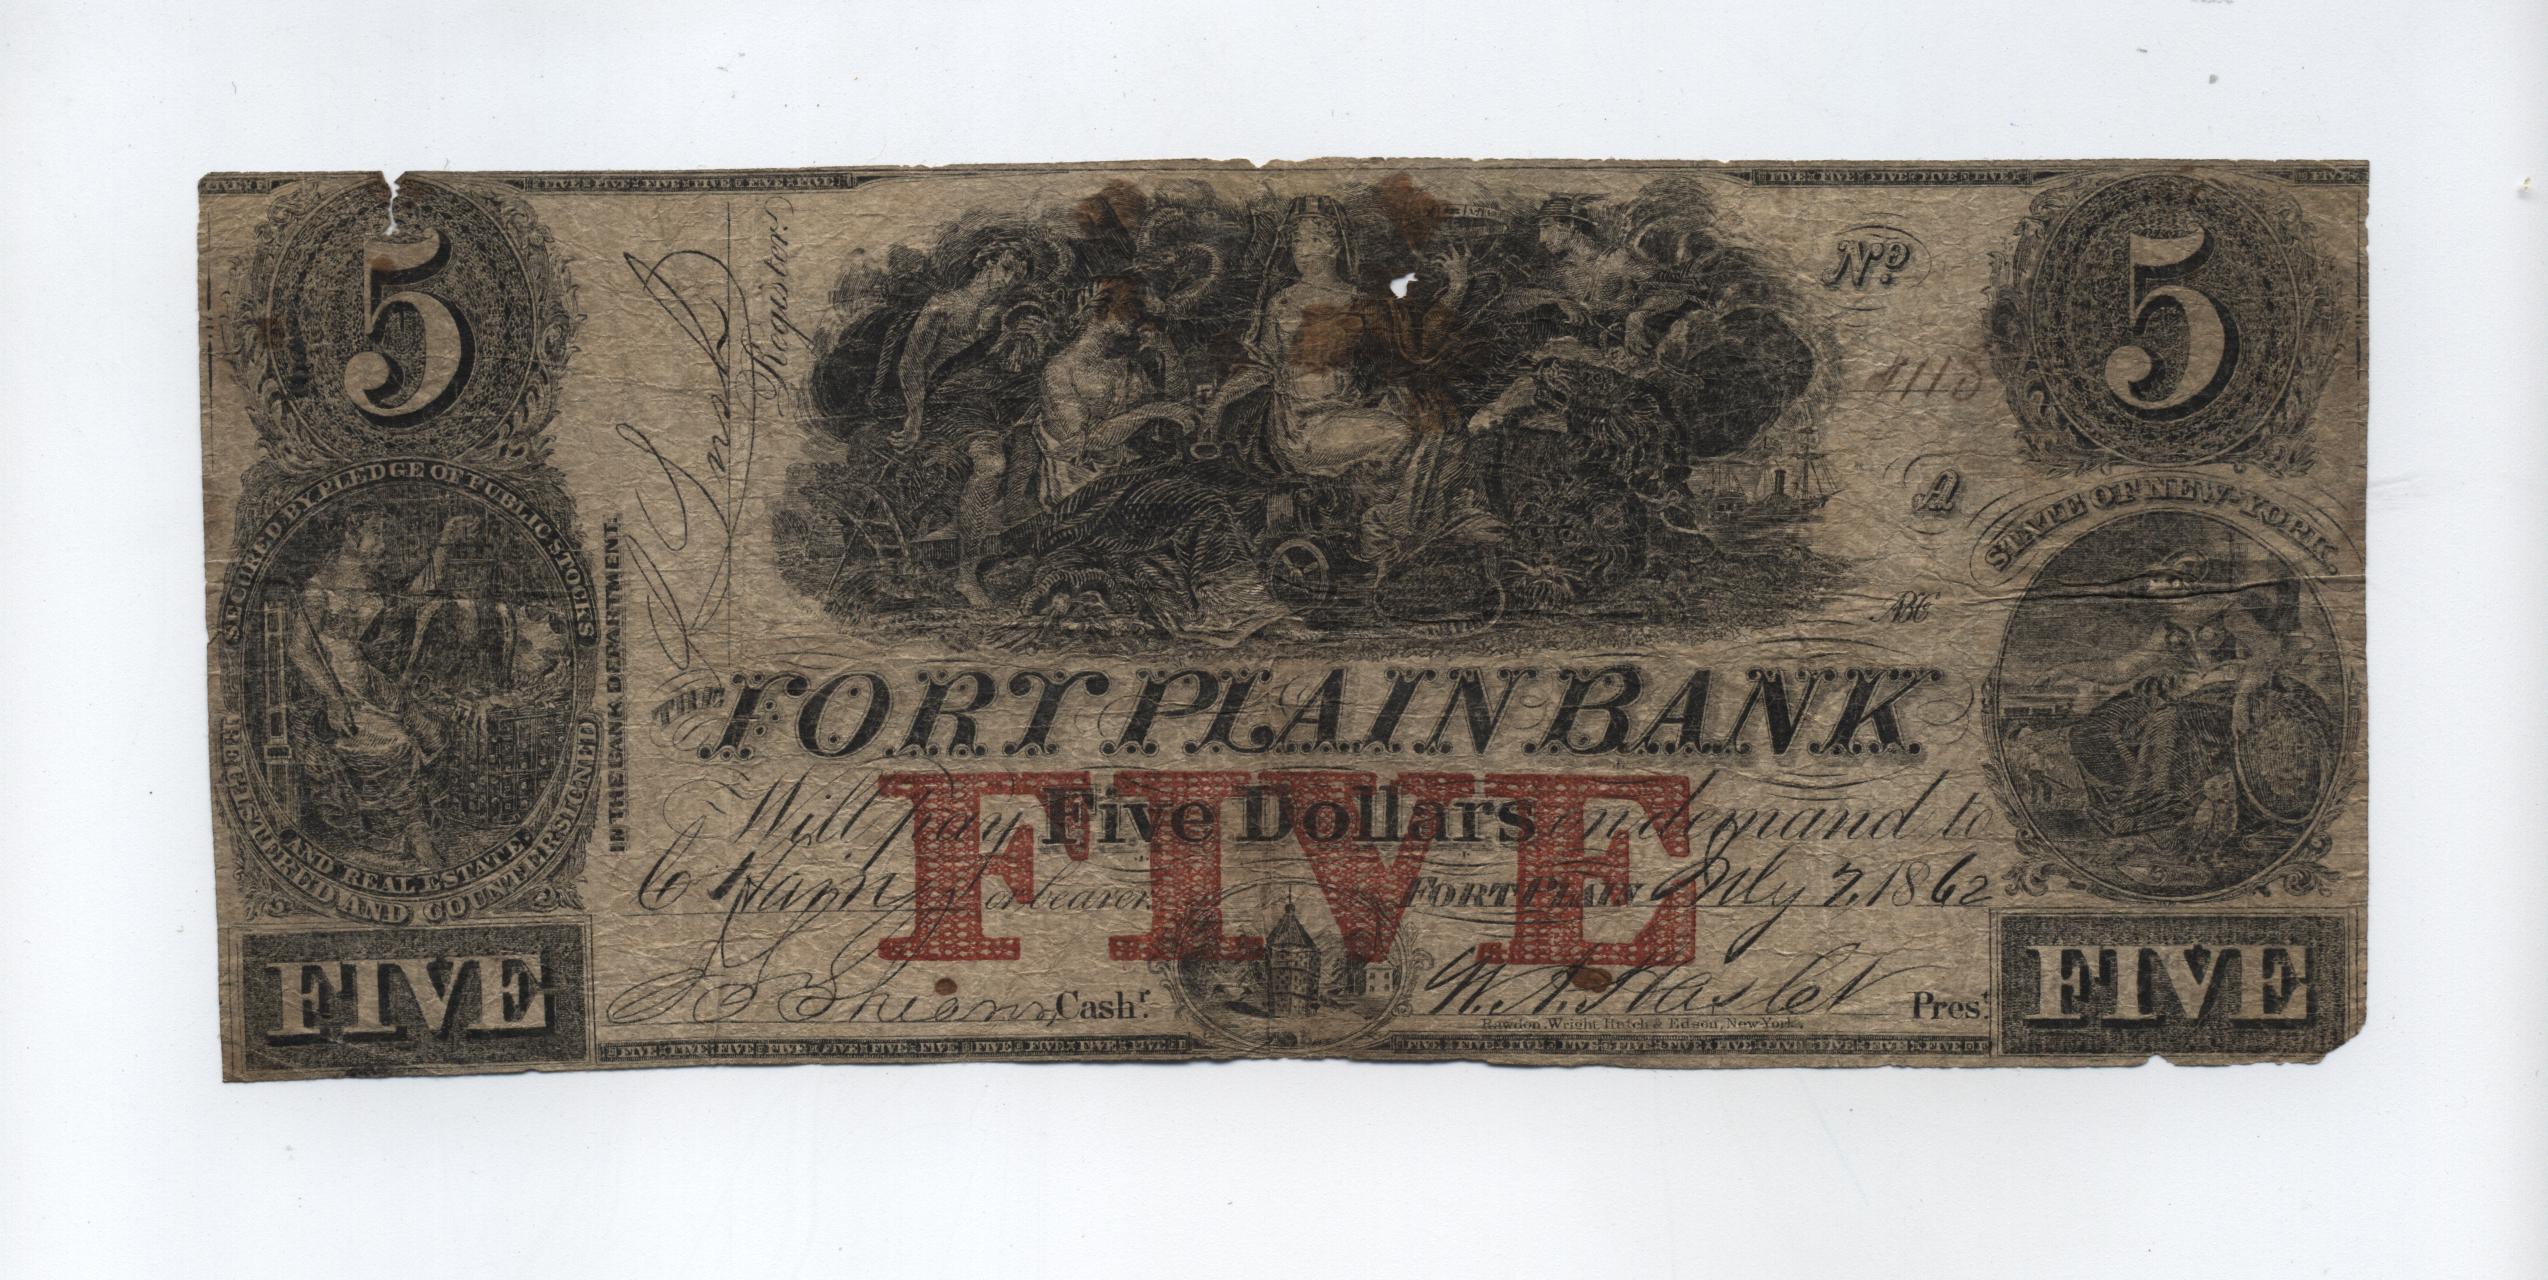 5
5
SECURED BY PLEDGE OF PUBLIC STOCKS
AND REAL ESTATE.
REGISTERED AND COUNTERSIGNED
IN THE BANK DEPARTMENT.
Register.
No.
A
STATE OF NEW-YORK.
THE FORT PLAIN BANK
FIVE
Will pay Five Dollars on demand to
or bearer. FORT PLAIN July 7, 1862
Cashr.
Prest.
Rawdon, Wright, Hatch & Edson, New-York.
FIVE
FIVE